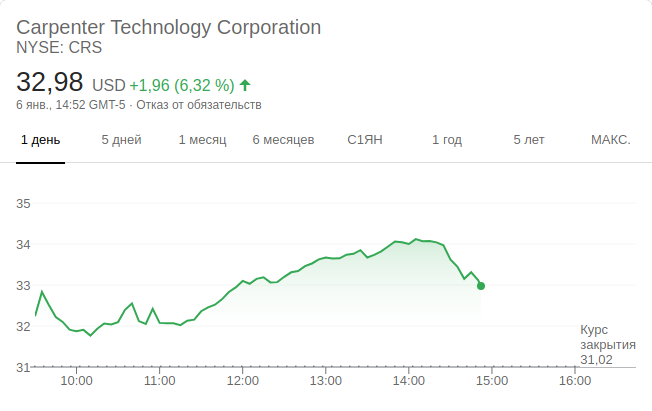 Carpenter Technology Corporation
NYSE: CRS
32,98 USD +1,96 (6,32 %)
6 янв., 14:52 GMT-5 · Отказ от обязательств
1 день 5 дней 1 месяц 6 месяцев С1ЯН 1 год 5 лет МАКС.
35
34
33
32
Курс
закрытия
31,02
31
10:00 11:00 12:00 13:00 14:00 15:00 16:00